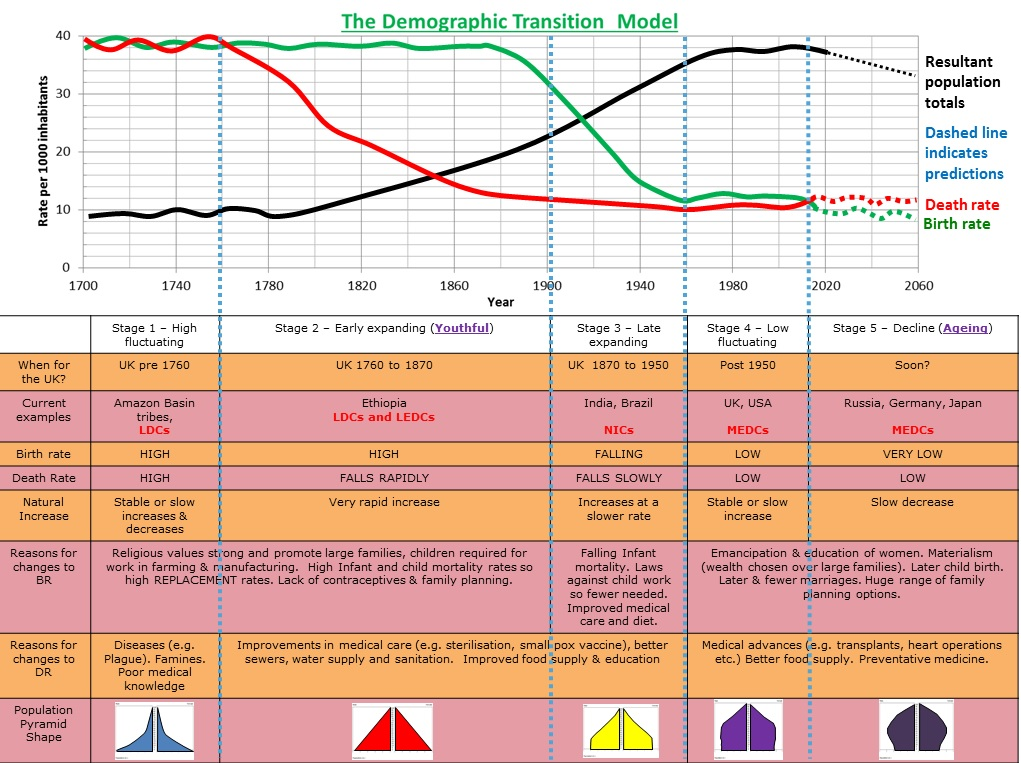 The Demographic Transition Model
40
30
20
10
0
Rate per 1000 inhabitants
1700 1740 1780 1820 1860 1900 1940 1980 2020 2060
Year
Resultant
population
totals
Dashed line
indicates
predictions
Death rate
Birth rate
Stage 1 – High
fluctuating
Stage 2 – Early expanding (Youthful)
Stage 3 – Late
expanding
Stage 4 – Low
fluctuating
Stage 5 – Decline (Ageing)
When for
the UK?
UK pre 1760
UK 1760 to 1870
UK 1870 to 1950
Post 1950
Soon?
Current
examples
Amazon Basin
tribes,
LDCs
Ethiopia
LDCs and LEDCs
India, Brazil
NICs
UK, USA
MEDCs
Russia, Germany, Japan
MEDCs
Birth rate
HIGH
HIGH
FALLING
LOW
VERY LOW
Death Rate
HIGH
FALLS RAPIDLY
FALLS SLOWLY
LOW
LOW
Natural
Increase
Stable or slow
increases &
decreases
Very rapid increase
Increases at a
slower rate
Stable or slow
increase
Slow decrease
Reasons for
changes to
BR
Religious values strong and promote large families, children required for
work in farming & manufacturing. High Infant and child mortality rates so
high REPLACEMENT rates. Lack of contraceptives & family planning.
Falling Infant
mortality. Laws
against child work
so fewer needed.
Improved medical
care and diet.
Emancipation & education of women. Materialism
(wealth chosen over large families). Later child birth.
Later & fewer marriages. Huge range of family
planning options.
Reasons for
changes to
DR
Diseases (e.g.
Plague). Famines.
Poor medical
knowledge
Improvements in medical care (e.g. sterilisation, small pox vaccine), better
sewers, water supply and sanitation. Improved food supply & education
Medical advances (e.g. transplants, heart operations
etc.) Better food supply. Preventative medicine.
Population
Pyramid
Shape